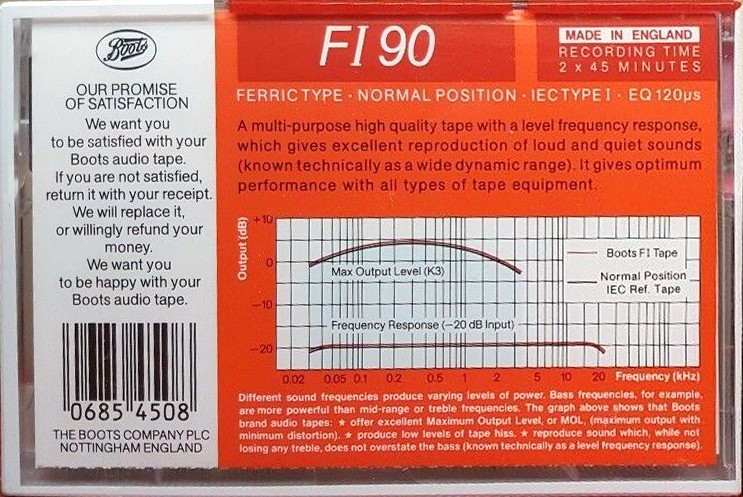 Boots
OUR PROMISE
OF SATISFACTION
We want you
to be satisfied with your
Boots audio tape.
If you are not satisfied,
return it with your receipt.
We will replace it,
or willingly refund your
money.
We want you
to be happy with your
Boots audio tape.
0685 4508
THE BOOTS COMPANY PLC
NOTTINGHAM ENGLAND
FI 90
MADE IN ENGLAND
RECORDING TIME
2 x 45 MINUTES
FERRIC TYPE · NORMAL POSITION · IEC TYPE I · EQ 120µs
A multi-purpose high quality tape with a level frequency response,
which gives excellent reproduction of loud and quiet sounds
(known technically as a wide dynamic range). It gives optimum
performance with all types of tape equipment.
Output (dB)
+10
0
−10
−20
Max Output Level (K3)
Boots FI Tape
Normal Position
IEC Ref. Tape
Frequency Response (−20 dB Input)
0.02 0.05 0.1 0.2 0.5 1 2 5 10 20 Frequency (kHz)
Different sound frequencies produce varying levels of power. Bass frequencies, for example,
are more powerful than mid-range or treble frequencies. The graph above shows that Boots
brand audio tapes: ★ offer excellent Maximum Output Level, or MOL, (maximum output with
minimum distortion). ★ produce low levels of tape hiss. ★ reproduce sound which, while not
losing any treble, does not overstate the bass (known technically as a level frequency response).